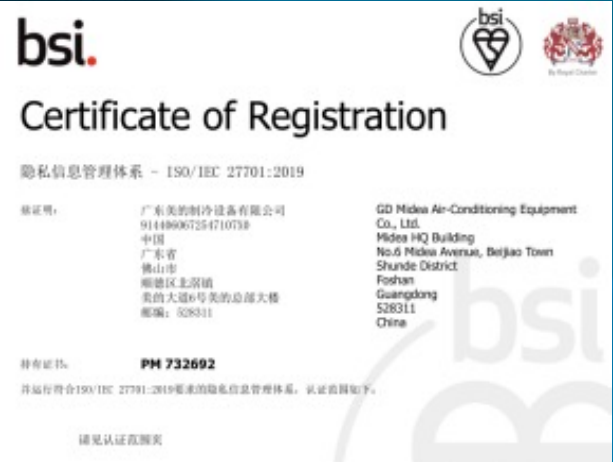 bsi.
bsi
By Royal Charter
Certificate of Registration
隐私信息管理体系 - ISO/IEC 27701:2019
兹证明:
广东美的制冷设备有限公司
91440606725471070X0
中国
广东省
佛山市
顺德区北滘镇
美的大道6号美的总部大楼
邮编: 528311
GD Midea Air-Conditioning Equipment
Co., Ltd.
Midea HQ Building
No.6 Midea Avenue, Beijiao Town
Shunde District
Foshan
Guangdong
528311
China
持有证书:
PM 732692
并运行符合ISO/IEC 27701:2019要求的隐私信息管理体系, 认证范围如下:
请见认证范围页
bsi